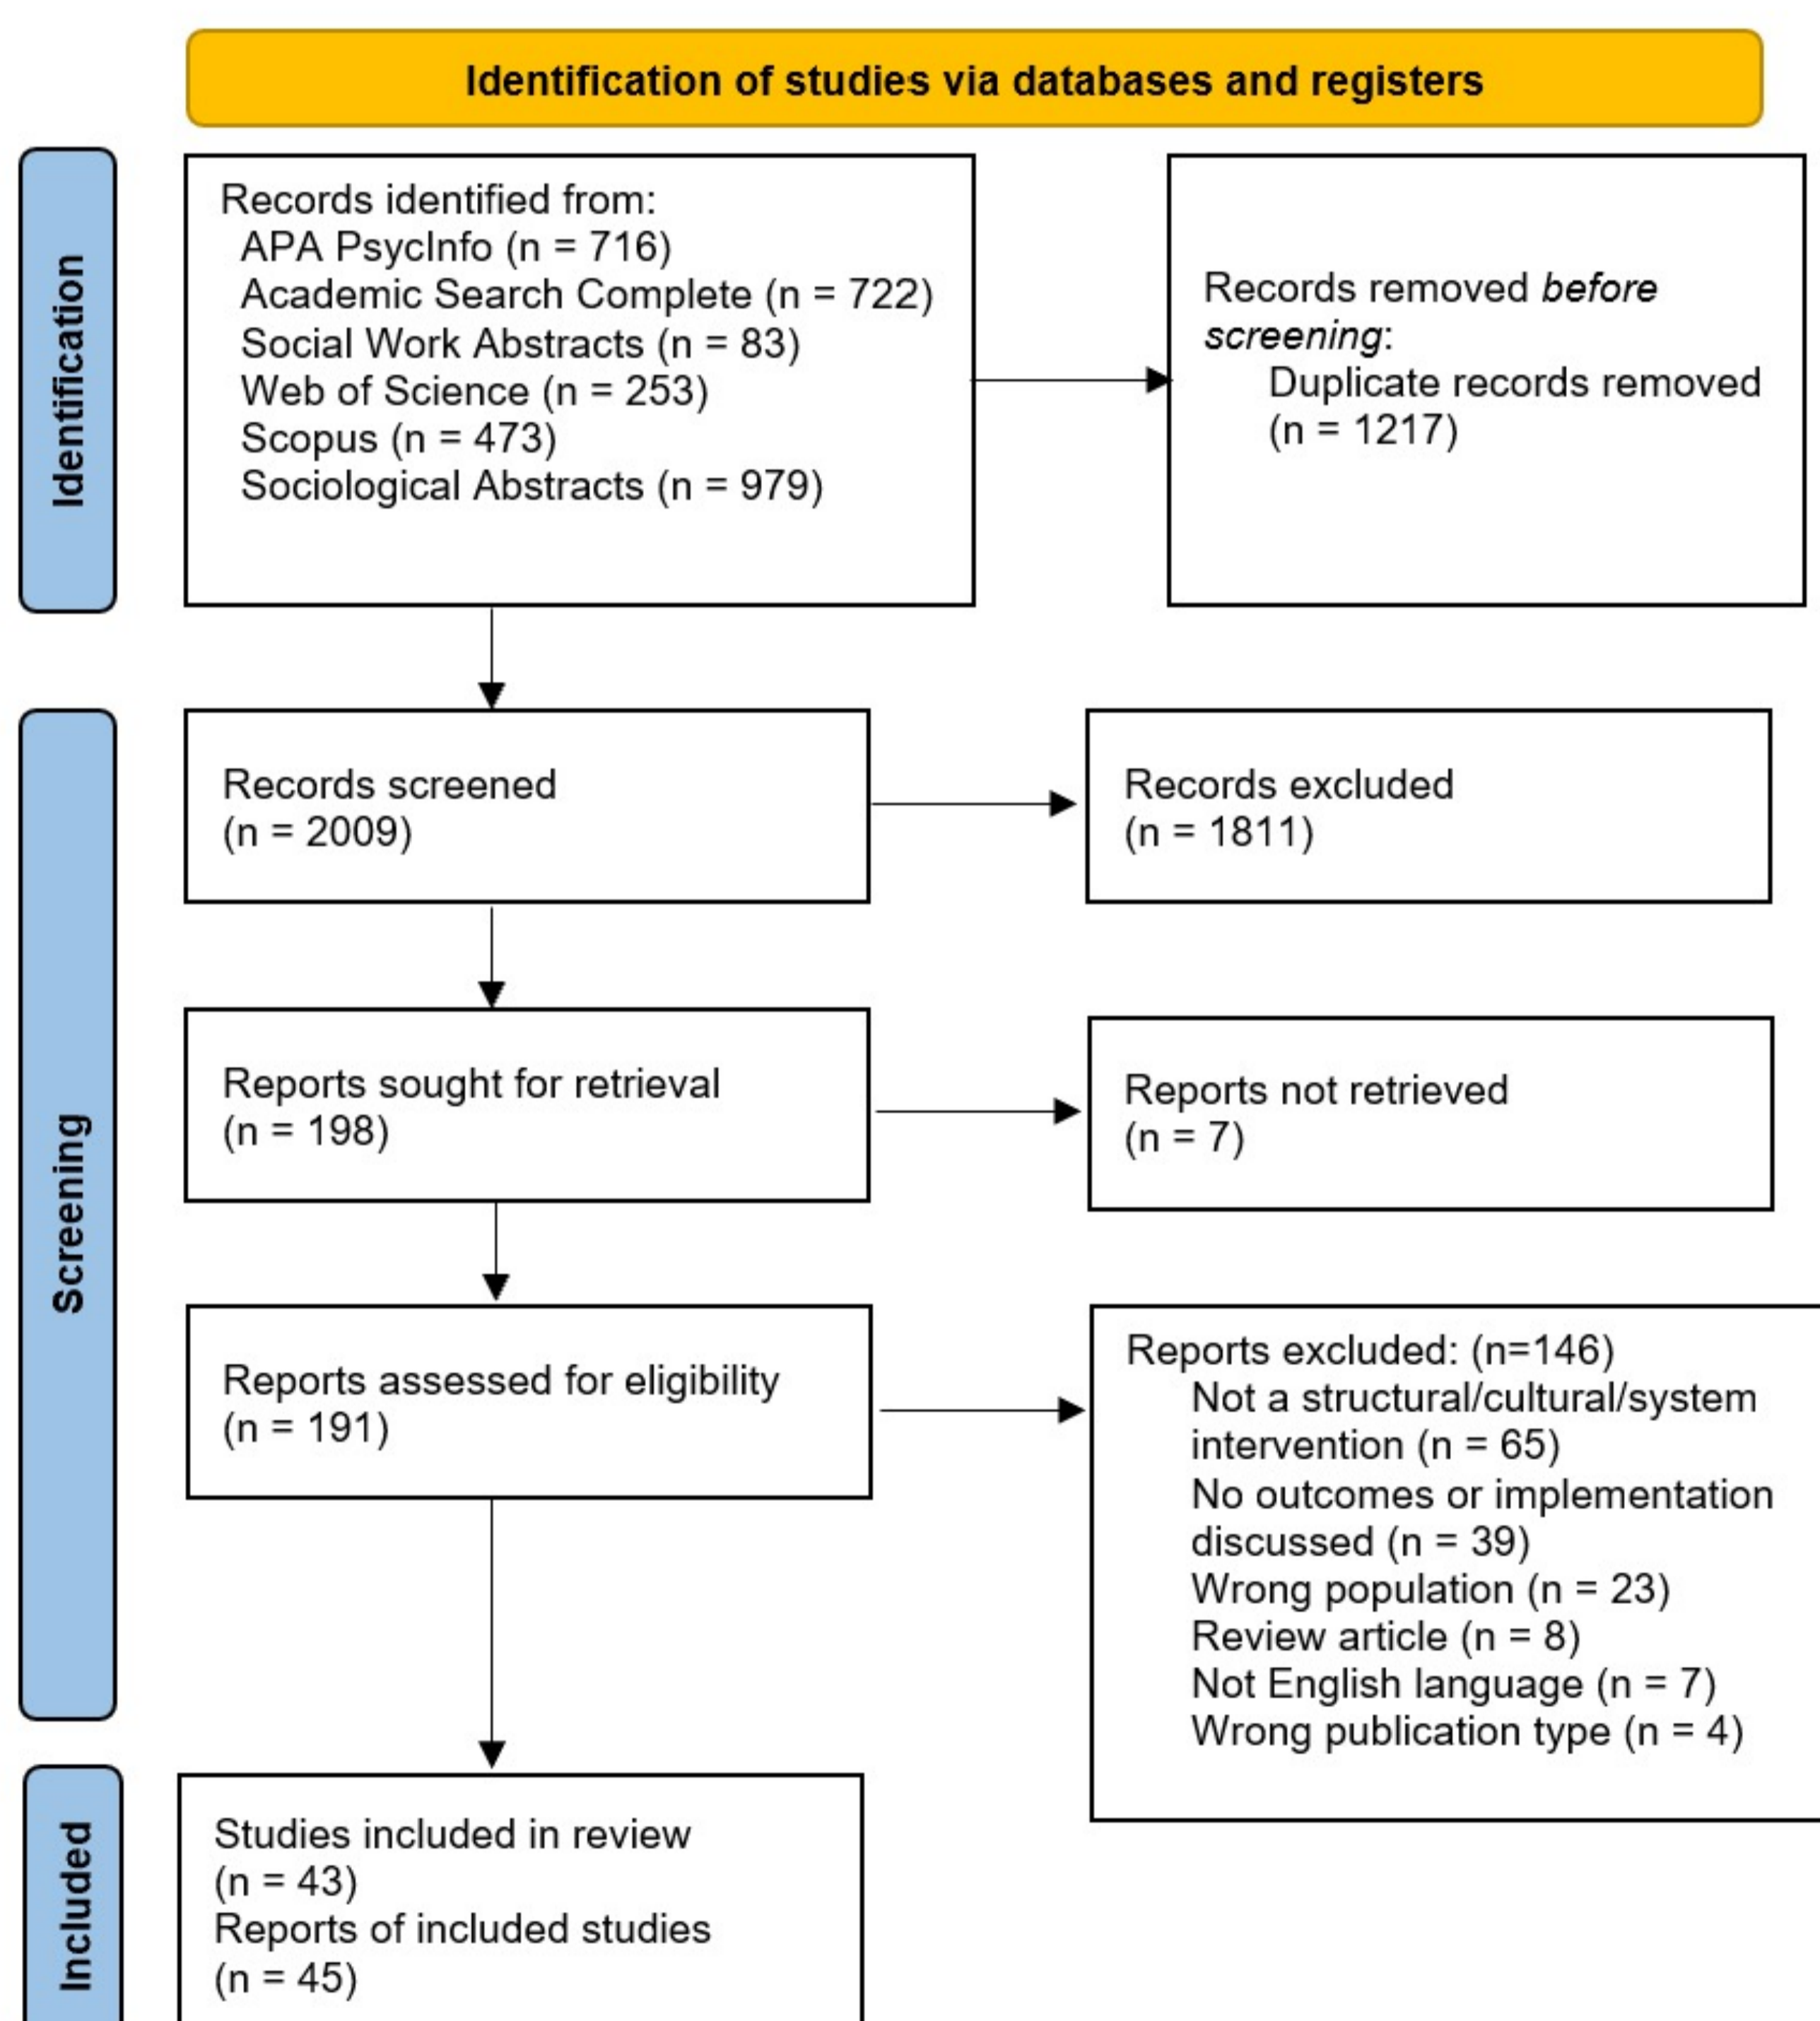 Identification of studies via databases and registers
Identification
Records identified from:
APA PsycInfo (n = 716)
Academic Search Complete (n = 722)
Social Work Abstracts (n = 83)
Web of Science (n = 253)
Scopus (n = 473)
Sociological Abstracts (n = 979)
Records removed before
screening:
Duplicate records removed
(n = 1217)
Screening
Records screened
(n = 2009)
Records excluded
(n = 1811)
Reports sought for retrieval
(n = 198)
Reports not retrieved
(n = 7)
Reports assessed for eligibility
(n = 191)
Reports excluded: (n=146)
Not a structural/cultural/system
intervention (n = 65)
No outcomes or implementation
discussed (n = 39)
Wrong population (n = 23)
Review article (n = 8)
Not English language (n = 7)
Wrong publication type (n = 4)
Included
Studies included in review
(n = 43)
Reports of included studies
(n = 45)